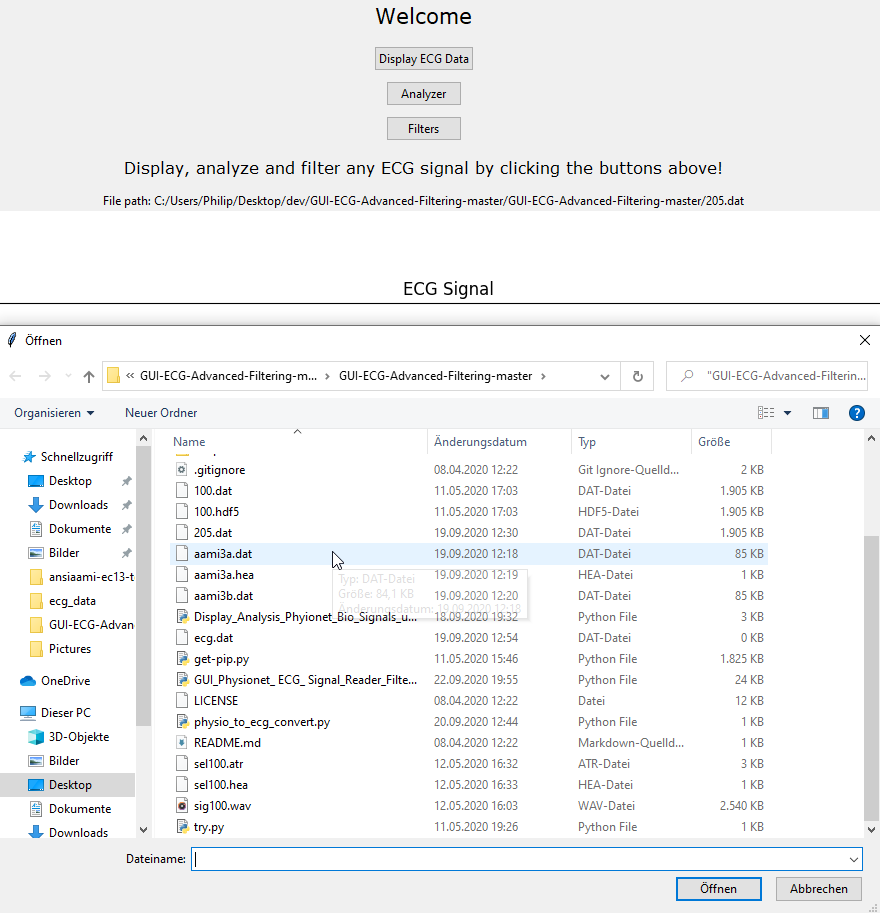 Welcome
Display ECG Data
Analyzer
Filters
Display, analyze and filter any ECG signal by clicking the buttons above!
File path: C:/Users/Philip/Desktop/dev/GUI-ECG-Advanced-Filtering-master/GUI-ECG-Advanced-Filtering-master/205.dat
ECG Signal
Öffnen
« GUI-ECG-Advanced-Filtering-m... › GUI-ECG-Advanced-Filtering-master ›
"GUI-ECG-Advanced-Filterin...
Organisieren
Neuer Ordner
Schnellzugriff
Desktop
Downloads
Dokumente
Bilder
ansiaami-ec13-t
ecg_data
GUI-ECG-Advan
Pictures
OneDrive
Dieser PC
3D-Objekte
Bilder
Desktop
Dokumente
Downloads
Name Änderungsdatum Typ Größe
.gitignore 08.04.2020 12:22 Git Ignore-Quelld... 2 KB
100.dat 11.05.2020 17:03 DAT-Datei 1.905 KB
100.hdf5 11.05.2020 17:03 HDF5-Datei 1.905 KB
205.dat 19.09.2020 12:30 DAT-Datei 1.905 KB
aami3a.dat 19.09.2020 12:18 DAT-Datei 85 KB
aami3a.hea 19.09.2020 12:19 HEA-Datei 1 KB
aami3b.dat 19.09.2020 12:20 DAT-Datei 85 KB
Display_Analysis_Phyionet_Bio_Signals_u... 18.09.2020 19:32 Python File 3 KB
ecg.dat 19.09.2020 12:54 DAT-Datei 0 KB
get-pip.py 11.05.2020 15:46 Python File 1.825 KB
GUI_Physionet_ ECG_ Signal_Reader_Filte... 22.09.2020 19:55 Python File 24 KB
LICENSE 08.04.2020 12:22 Datei 12 KB
physio_to_ecg_convert.py 20.09.2020 12:44 Python File 1 KB
README.md 08.04.2020 12:22 Markdown-Quelld... 1 KB
sel100.atr 12.05.2020 16:32 ATR-Datei 3 KB
sel100.hea 12.05.2020 16:33 HEA-Datei 1 KB
sig100.wav 12.05.2020 16:03 WAV-Datei 2.540 KB
try.py 11.05.2020 19:26 Python File 1 KB
Typ: DAT-Datei
Größe: 84,1 KB
Änderungsdatum: 19.09.2020 12:18
Dateiname:
Öffnen
Abbrechen